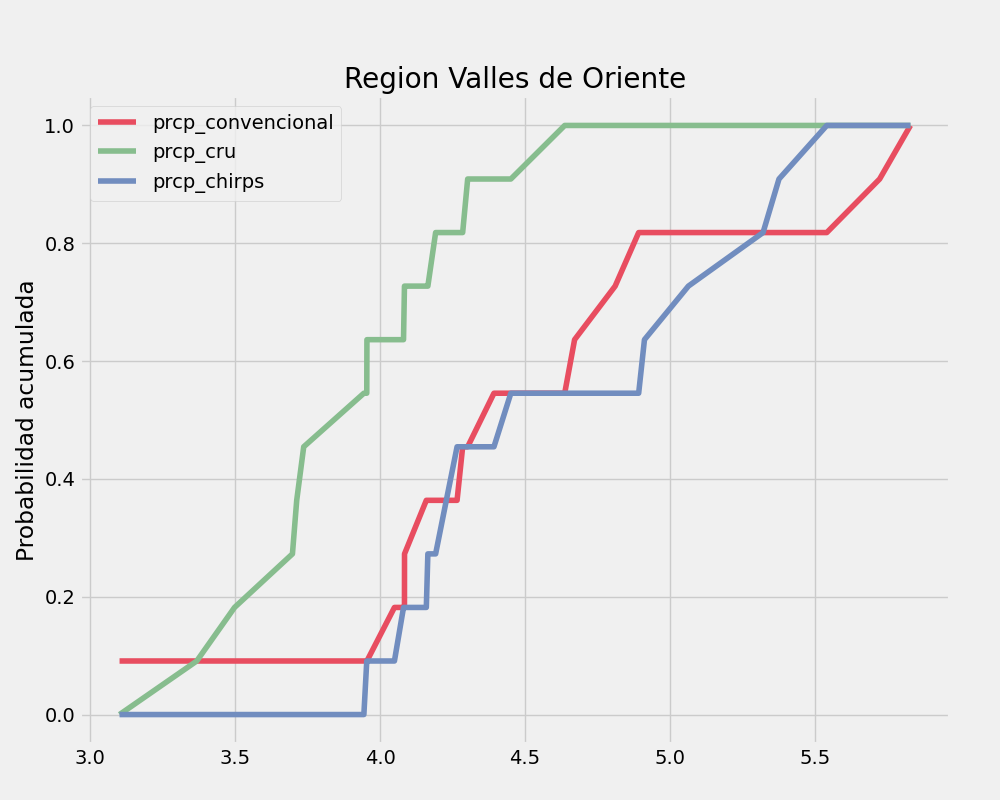 Region Valles de Oriente
prcp_convencional
prcp_cru
prcp_chirps
Probabilidad acumulada
1.0
0.8
0.6
0.4
0.2
0.0
3.0 3.5 4.0 4.5 5.0 5.5